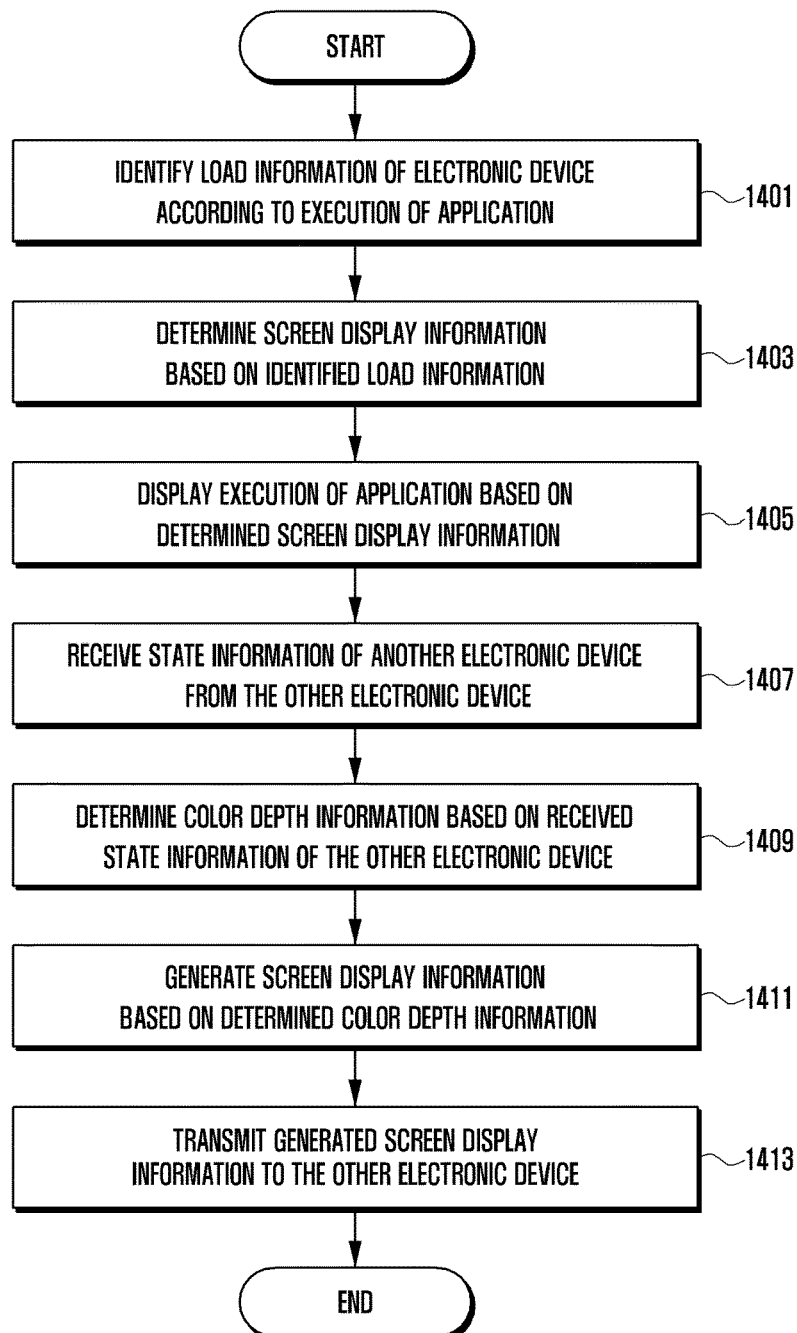 START
IDENTIFY LOAD INFORMATION OF ELECTRONIC DEVICE
ACCORDING TO EXECUTION OF APPLICATION
1401
DETERMINE SCREEN DISPLAY INFORMATION
BASED ON IDENTIFIED LOAD INFORMATION
1403
DISPLAY EXECUTION OF APPLICATION BASED ON
DETERMINED SCREEN DISPLAY INFORMATION
1405
RECEIVE STATE INFORMATION OF ANOTHER ELECTRONIC DEVICE
FROM THE OTHER ELECTRONIC DEVICE
1407
DETERMINE COLOR DEPTH INFORMATION BASED ON RECEIVED
STATE INFORMATION OF THE OTHER ELECTRONIC DEVICE
1409
GENERATE SCREEN DISPLAY INFORMATION
BASED ON DETERMINED COLOR DEPTH INFORMATION
1411
TRANSMIT GENERATED SCREEN DISPLAY
INFORMATION TO THE OTHER ELECTRONIC DEVICE
1413
END